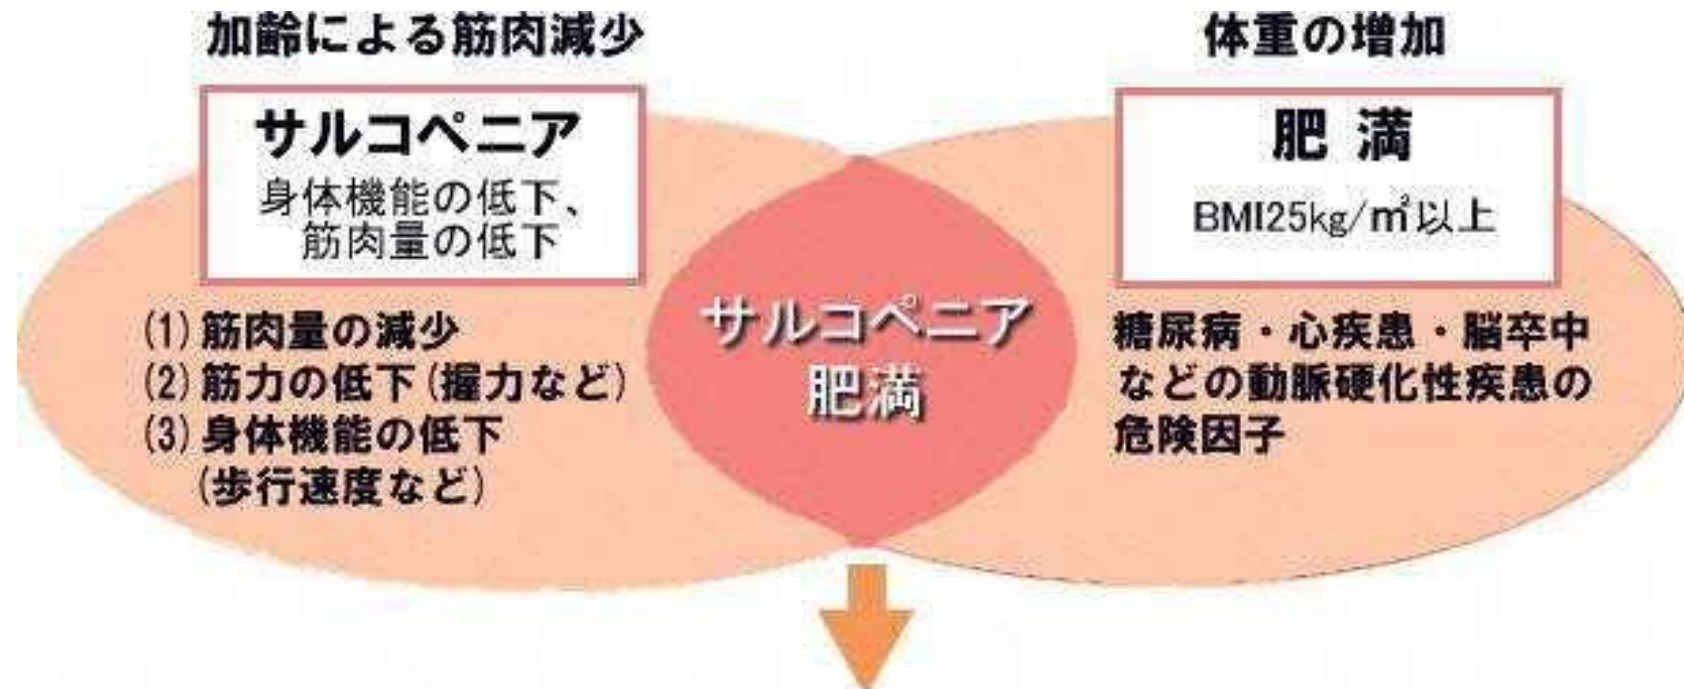 加齢による筋肉減少
サルコペニア
身体機能の低下、
筋肉量の低下
(1)筋肉量の減少
(2)筋力の低下(握力など)
(3)身体機能の低下
(歩行速度など)
サルコペニア
肥満
体重の増加
肥満
BMI25kg/㎡以上
糖尿病・心疾患・脳卒中
などの動脈硬化性疾患の
危険因子